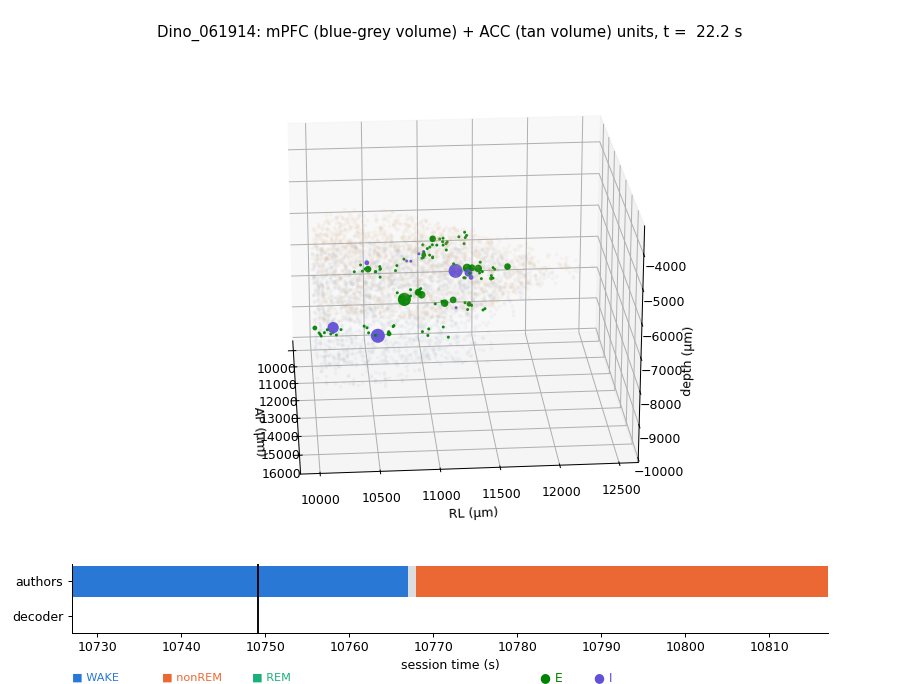 Dino_061914: mPFC (blue-grey volume) + ACC (tan volume) units, t =  22.2 s
−4000
−5000
−6000
−7000
−8000
−9000
−10000
depth (μm)
10000
11000
12000
13000
14000
15000
16000
AP (μm)
10000
10500
11000
11500
12000
12500
RL (μm)
authors
decoder
10730
10740
10750
10760
10770
10780
10790
10800
10810
session time (s)
WAKE
nonREM
REM
E
I